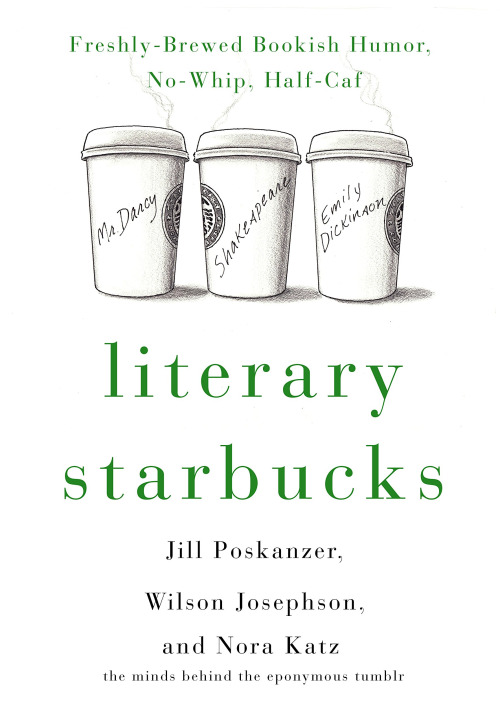 Freshly-Brewed Bookish Humor,
No-Whip, Half-Caf
Mr. Darcy
Shakeapeare
Emily
Dickinson
literary
starbucks
Jill Poskanzer,
Wilson Josephson,
and Nora Katz
the minds behind the eponymous tumblr